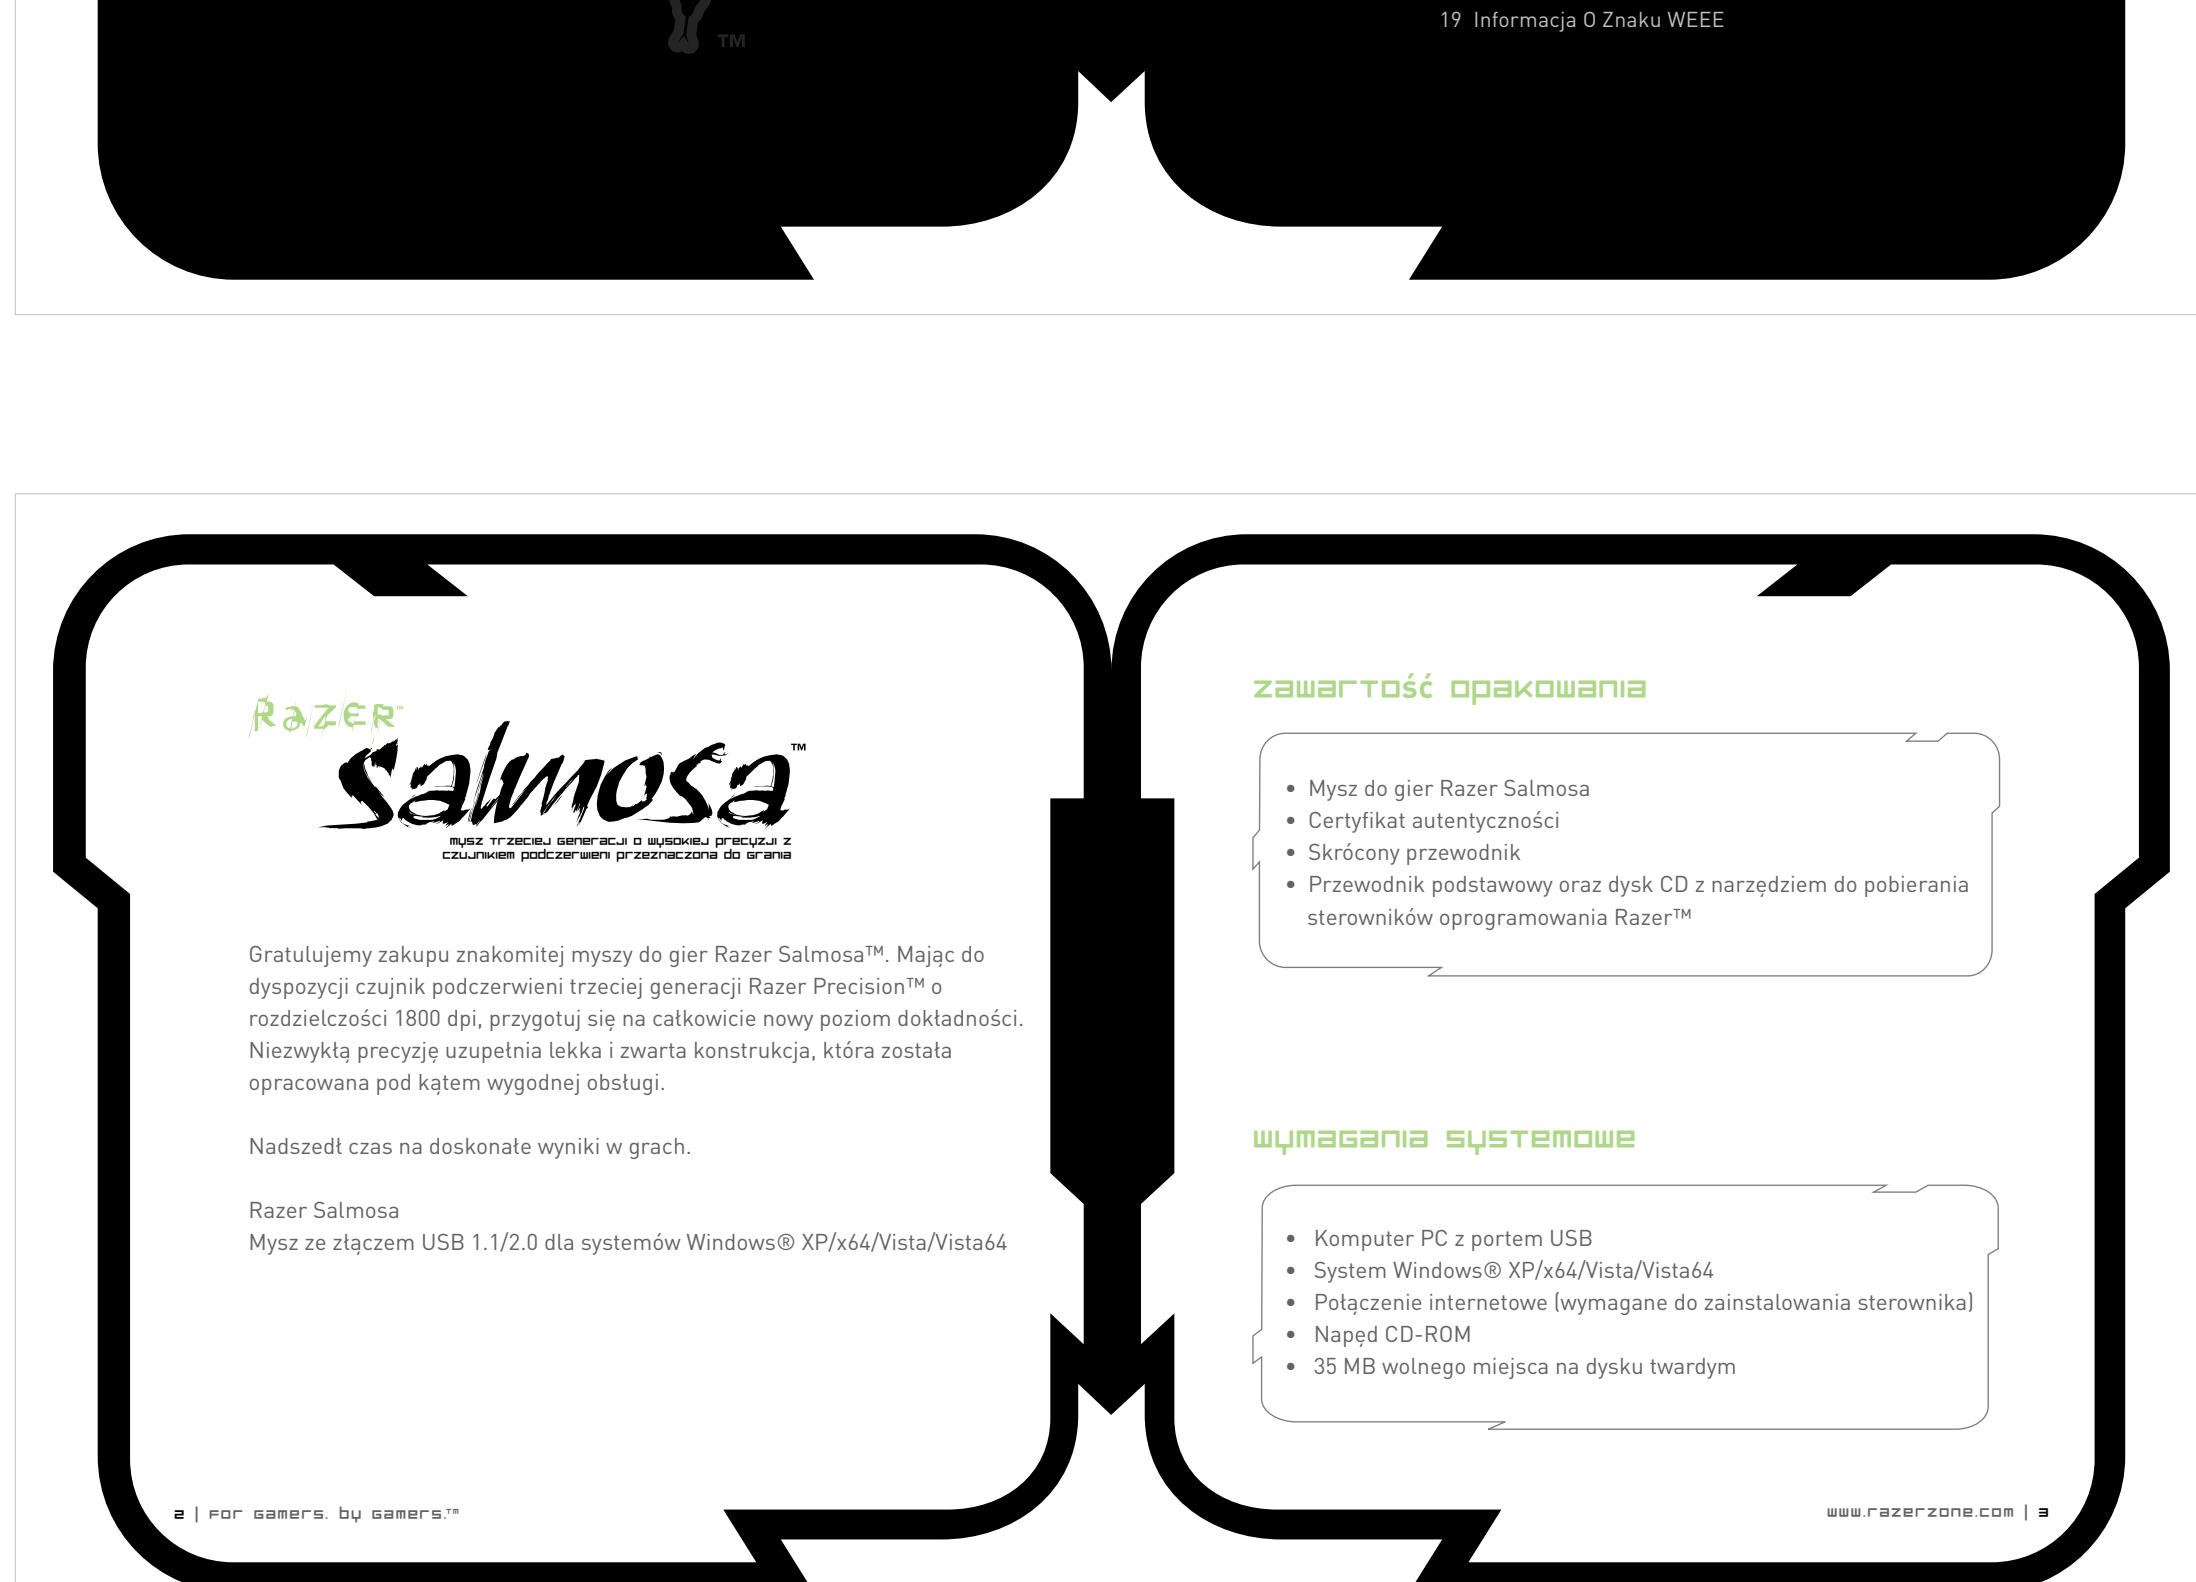 TM
19 Informacja O Znaku WEEE
Razer™
Salmosa™
mysz trzeciej generacji o wysokiej precyzji z
czujnikiem podczerwieni przeznaczona do grania
Gratulujemy zakupu znakomitej myszy do gier Razer Salmosa™. Mając do
dyspozycji czujnik podczerwieni trzeciej generacji Razer Precision™ o
rozdzielczości 1800 dpi, przygotuj się na całkowicie nowy poziom dokładności.
Niezwykłą precyzję uzupełnia lekka i zwarta konstrukcja, która została
opracowana pod kątem wygodnej obsługi.
Nadszedł czas na doskonałe wyniki w grach.
Razer Salmosa
Mysz ze złączem USB 1.1/2.0 dla systemów Windows® XP/x64/Vista/Vista64
2 | For gamers. by gamers.™
zawartość opakowania
• Mysz do gier Razer Salmosa
• Certyfikat autentyczności
• Skrócony przewodnik
• Przewodnik podstawowy oraz dysk CD z narzędziem do pobierania
sterowników oprogramowania Razer™
wymagania systemowe
• Komputer PC z portem USB
• System Windows® XP/x64/Vista/Vista64
• Połączenie internetowe (wymagane do zainstalowania sterownika)
• Napęd CD-ROM
• 35 MB wolnego miejsca na dysku twardym
www.razerzone.com | 3